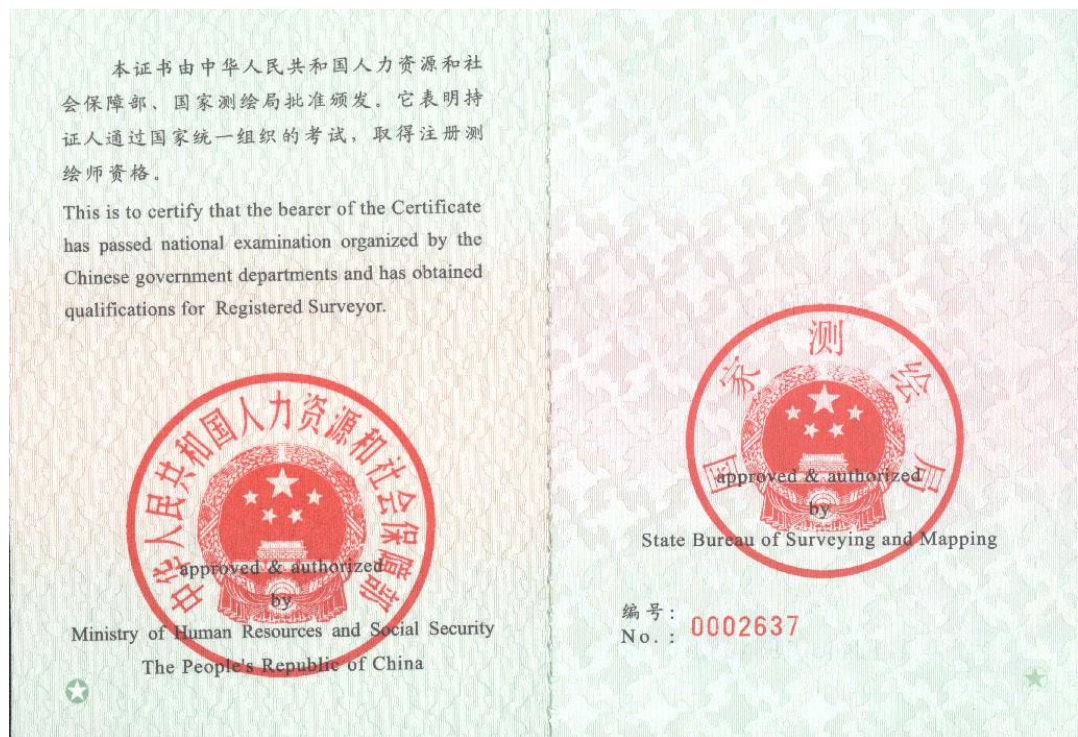 本证书由中华人民共和国人力资源和社
会保障部、国家测绘局批准颁发。它表明持
证人通过国家统一组织的考试，取得注册测
绘师资格。
This is to certify that the bearer of the Certificate
has passed national examination organized by the
Chinese government departments and has obtained
qualifications for Registered Surveyor.
中华人民共和国人力资源和社会保障部
approved & authorized
by
Ministry of Human Resources and Social Security
The People's Republic of China
国家测绘局
approved & authorized
by
State Bureau of Surveying and Mapping
编号：
No.: 0002637